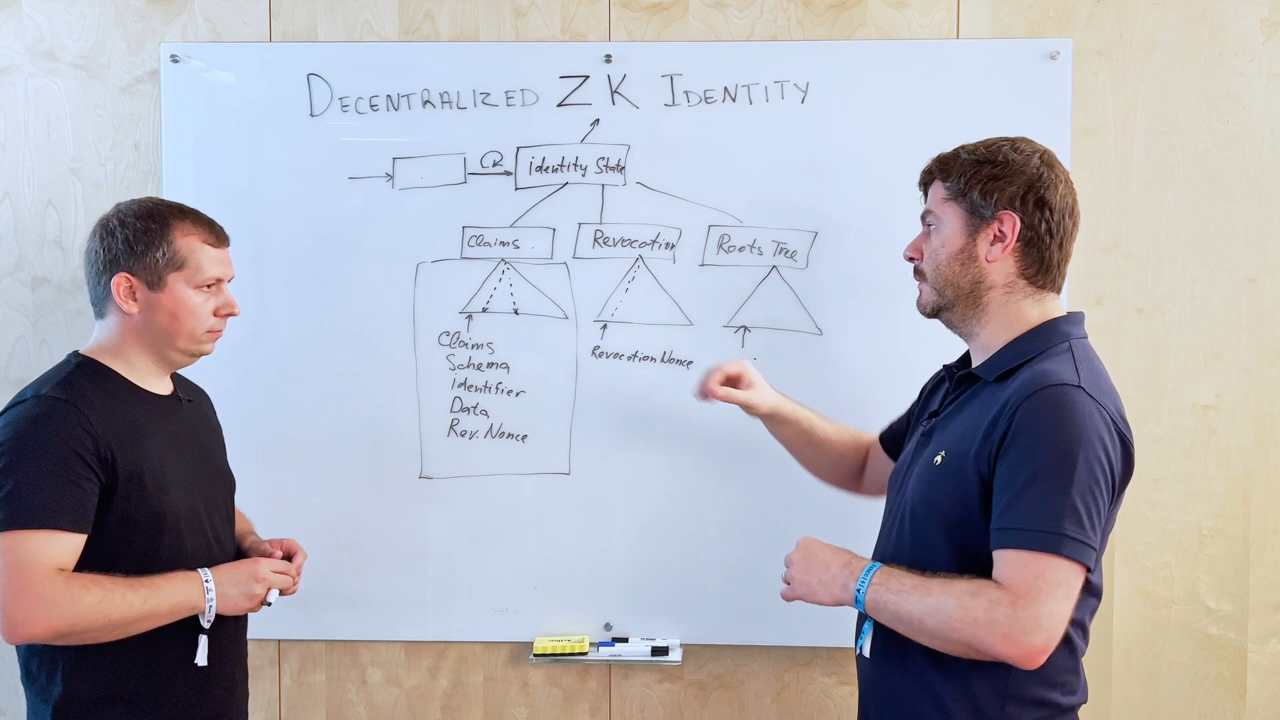 DECENTRALIZED ZK IDENTITY
identity State
Claims
Revocation
Roots Tree
Claims
Schema
identifier
Data
Rev. Nonce
Revocation Nonce